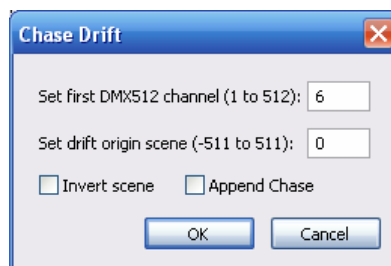 Chase Drift
Set first DMX512 channel (1 to 512): 6
Set drift origin scene (-511 to 511): 0
Invert scene Append Chase
OK Cancel